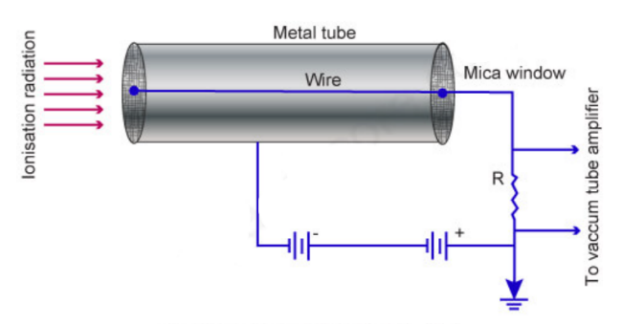 Metal tube
Ionisation radiation
Wire
Mica window
R
To vaccum tube amplifier
-
+